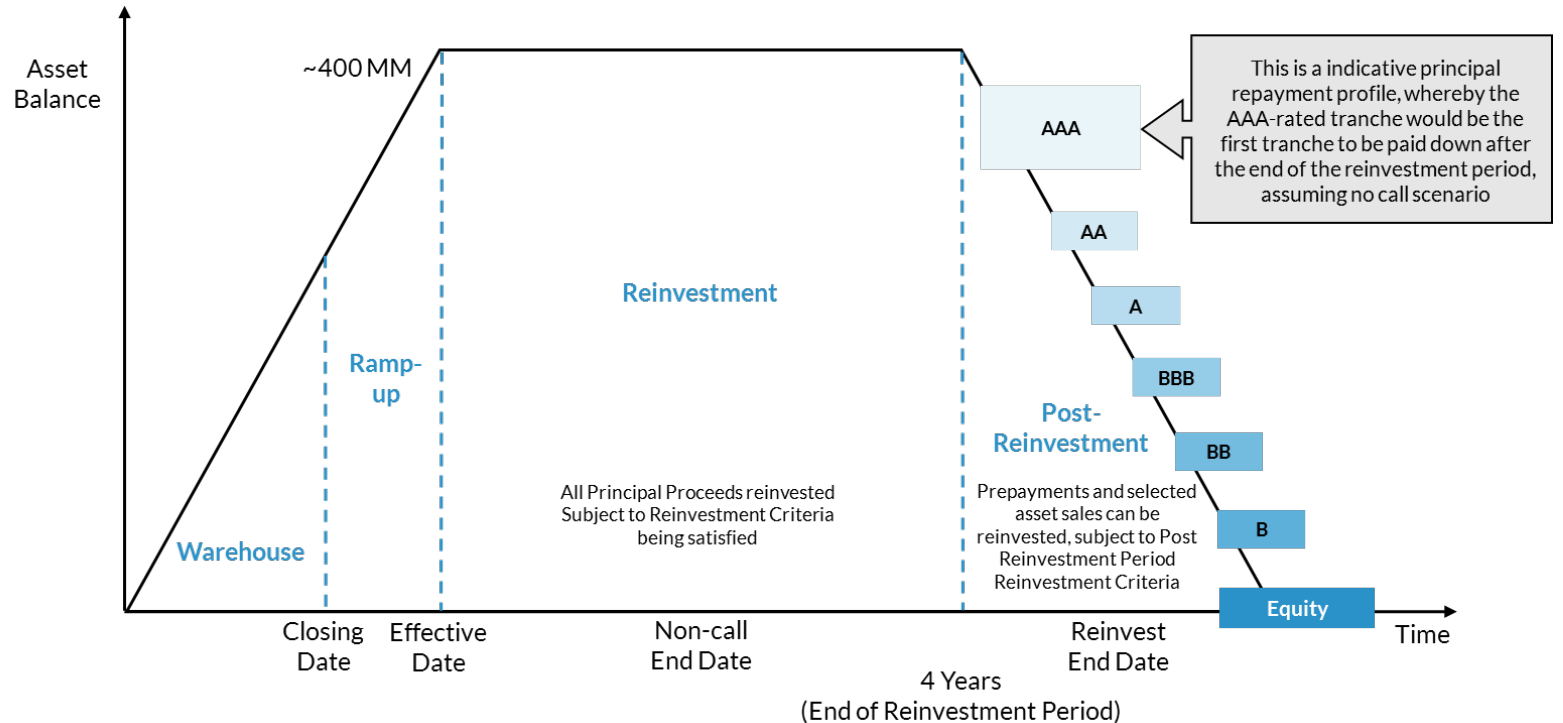 Asset
Balance
~400 MM
This is a indicative principal
repayment profile, whereby the
AAA-rated tranche would be the
first tranche to be paid down after
the end of the reinvestment period,
assuming no call scenario
AAA
AA
A
BBB
BB
B
Equity
Warehouse
Ramp-
up
Reinvestment
All Principal Proceeds reinvested
Subject to Reinvestment Criteria
being satisfied
Post-
Reinvestment
Prepayments and selected
asset sales can be
reinvested, subject to Post
Reinvestment Period
Reinvestment Criteria
Closing
Date
Effective
Date
Non-call
End Date
Reinvest
End Date
Time
4 Years
(End of Reinvestment Period)